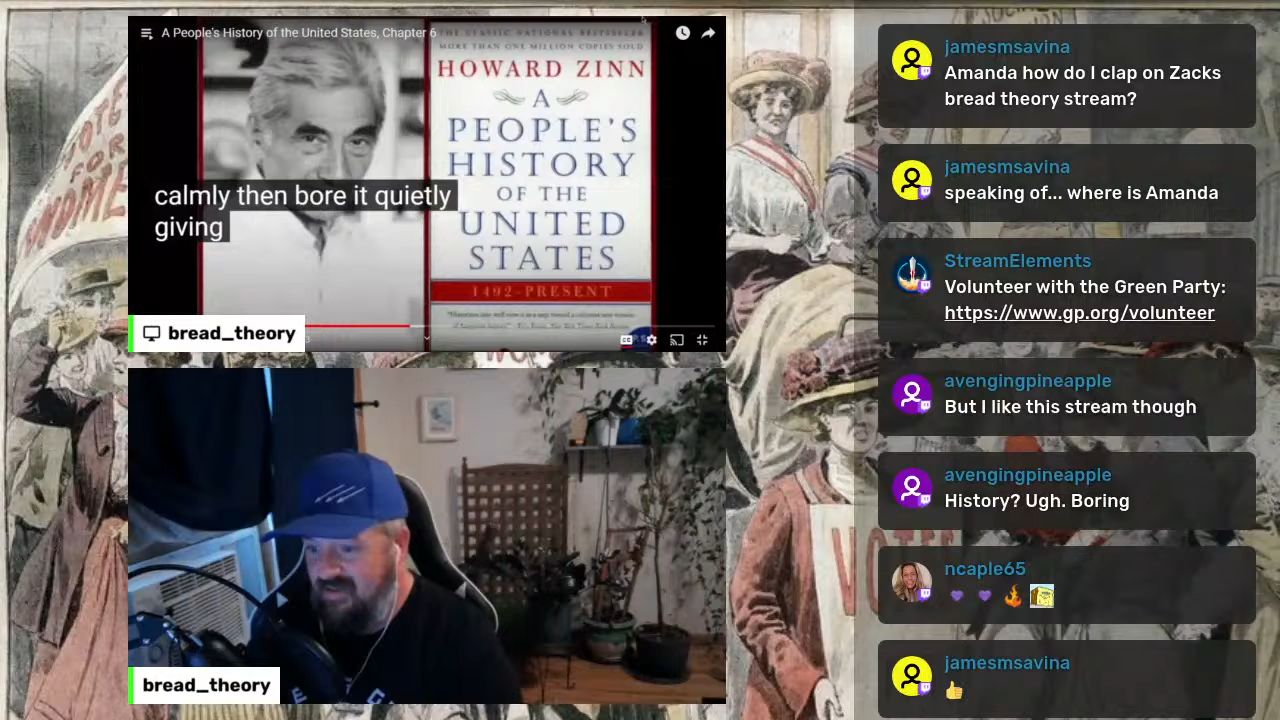 A People's History of the United States, Chapter 6
THE CLASSIC NATIONAL BESTSELLER
MORE THAN ONE MILLION COPIES SOLD
HOWARD ZINN
A
PEOPLE'S
HISTORY
OF THE
UNITED
STATES
1492-PRESENT
calmly then bore it quietly
giving
bread_theory
bread_theory
VOTES
FOR
WOMEN
VOTE
jamesmsavina
Amanda how do I clap on Zacks
bread theory stream?
jamesmsavina
speaking of... where is Amanda
StreamElements
Volunteer with the Green Party:
https://www.gp.org/volunteer
avengingpineapple
But I like this stream though
avengingpineapple
History? Ugh. Boring
ncaple65
💜 💜 🔥
jamesmsavina
👍